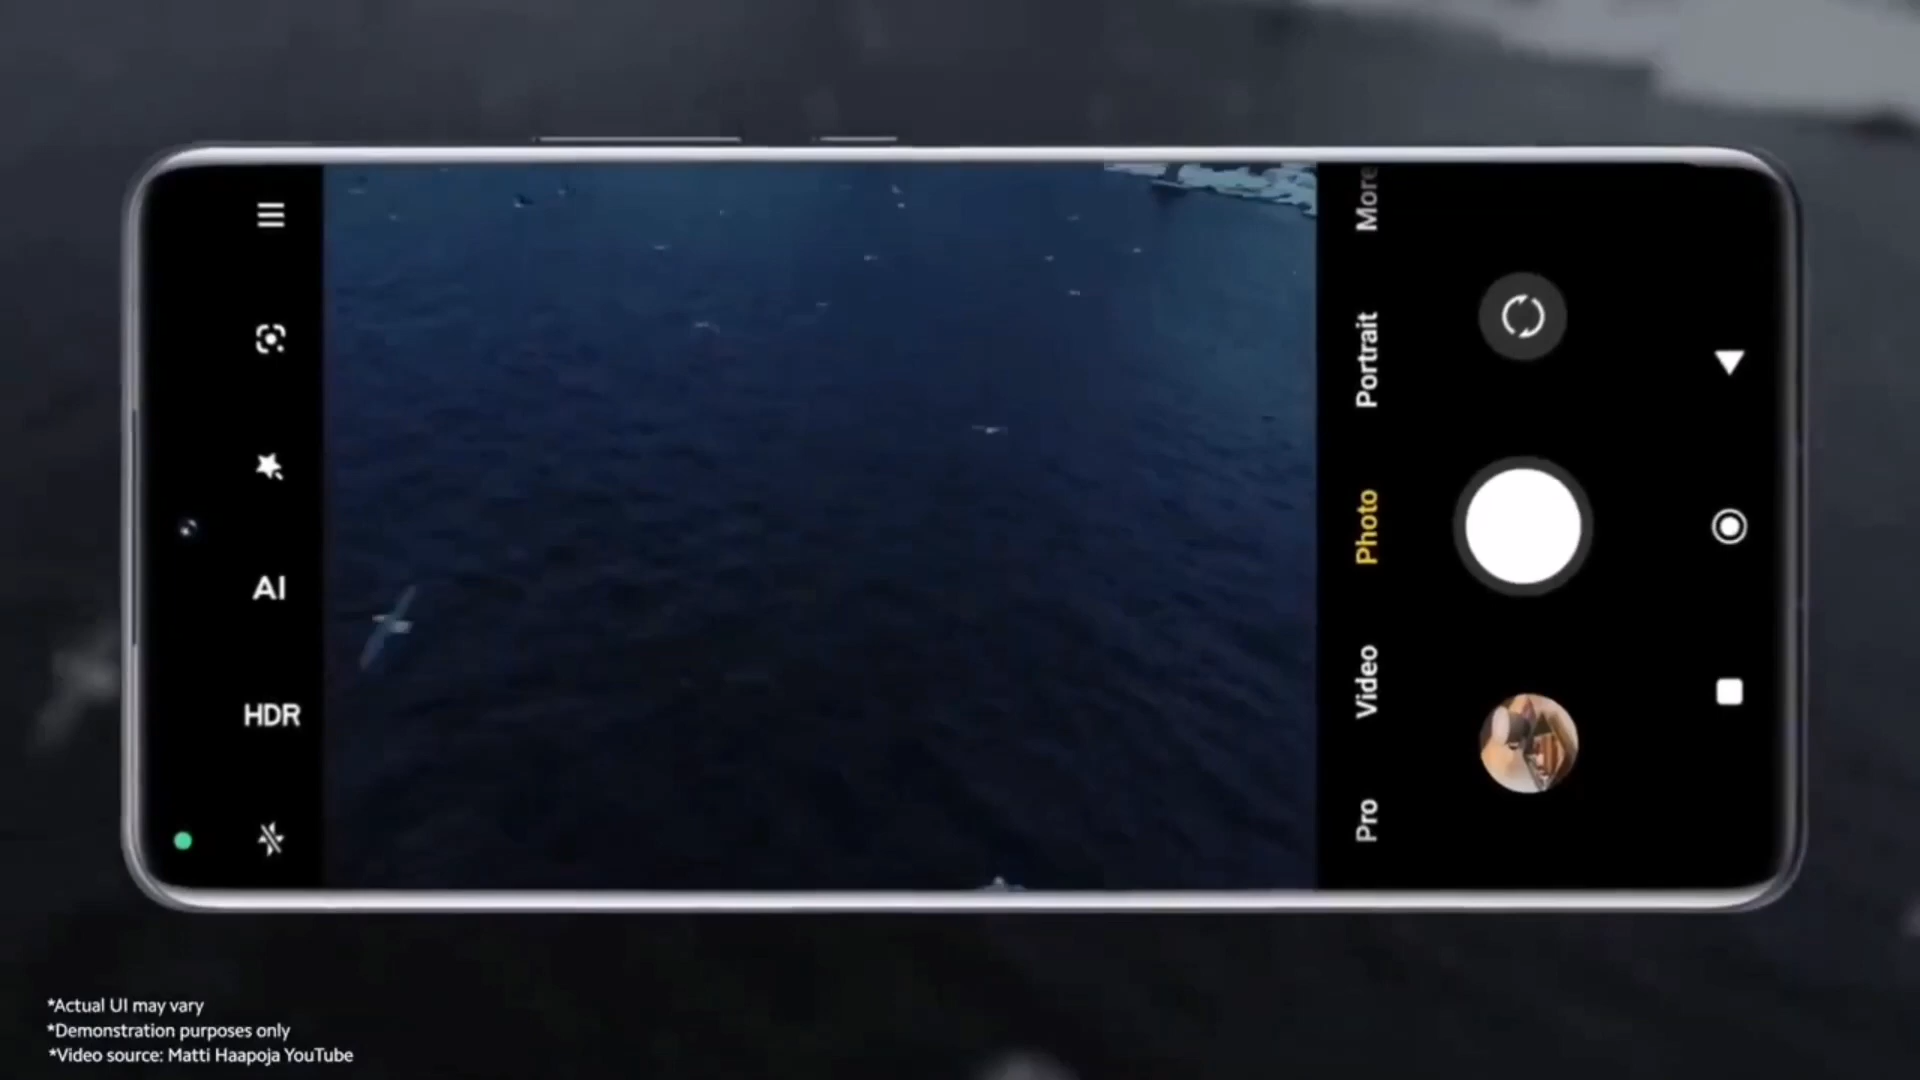 AI
HDR
More
Portrait
Photo
Video
Pro
*Actual UI may vary
*Demonstration purposes only
*Video source: Matti Haapoja YouTube